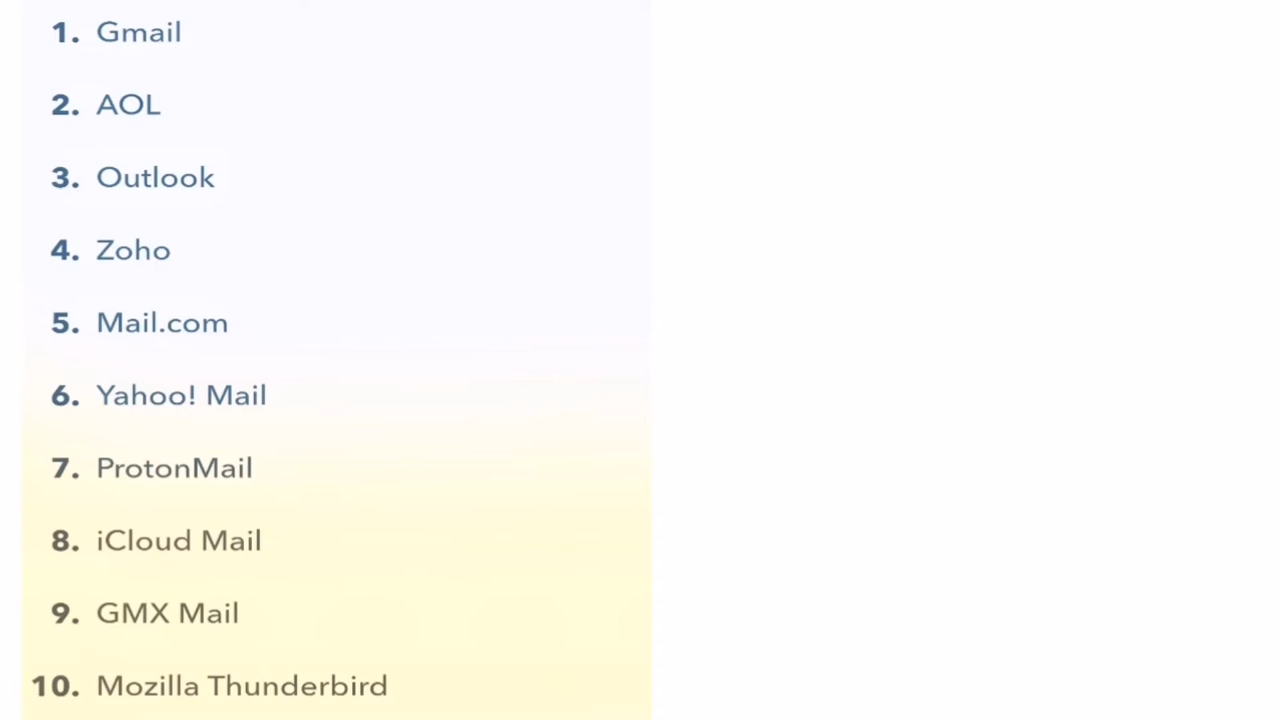 1. Gmail
2. AOL
3. Outlook
4. Zoho
5. Mail.com
6. Yahoo! Mail
7. ProtonMail
8. iCloud Mail
9. GMX Mail
10. Mozilla Thunderbird